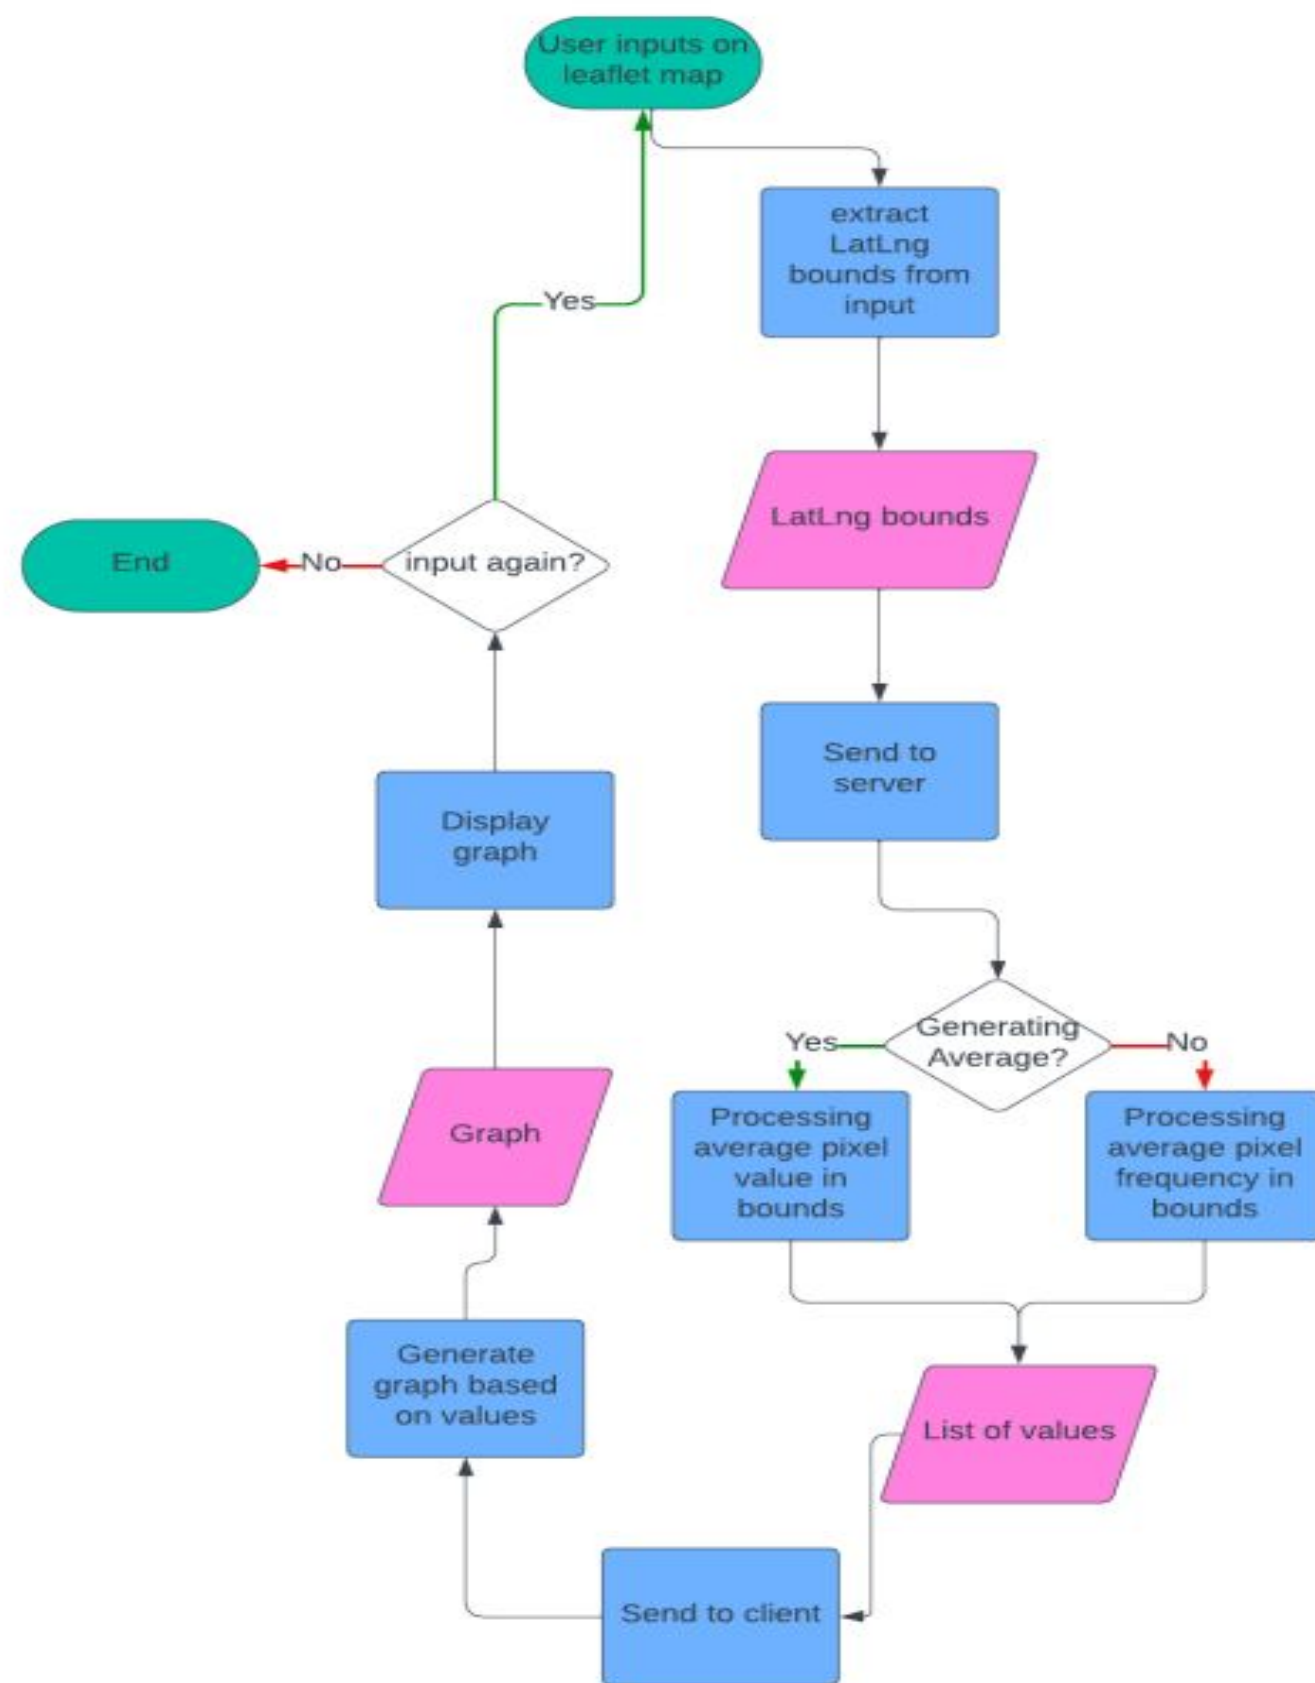 User inputs on
leaflet map
extract
LatLng
bounds from
input
Yes
LatLng bounds
End
No
input again?
Send to
server
Display
graph
Generating
Average?
Yes
No
Processing
average pixel
value in
bounds
Processing
average pixel
frequency in
bounds
Graph
Generate
graph based
on values
List of values
Send to client